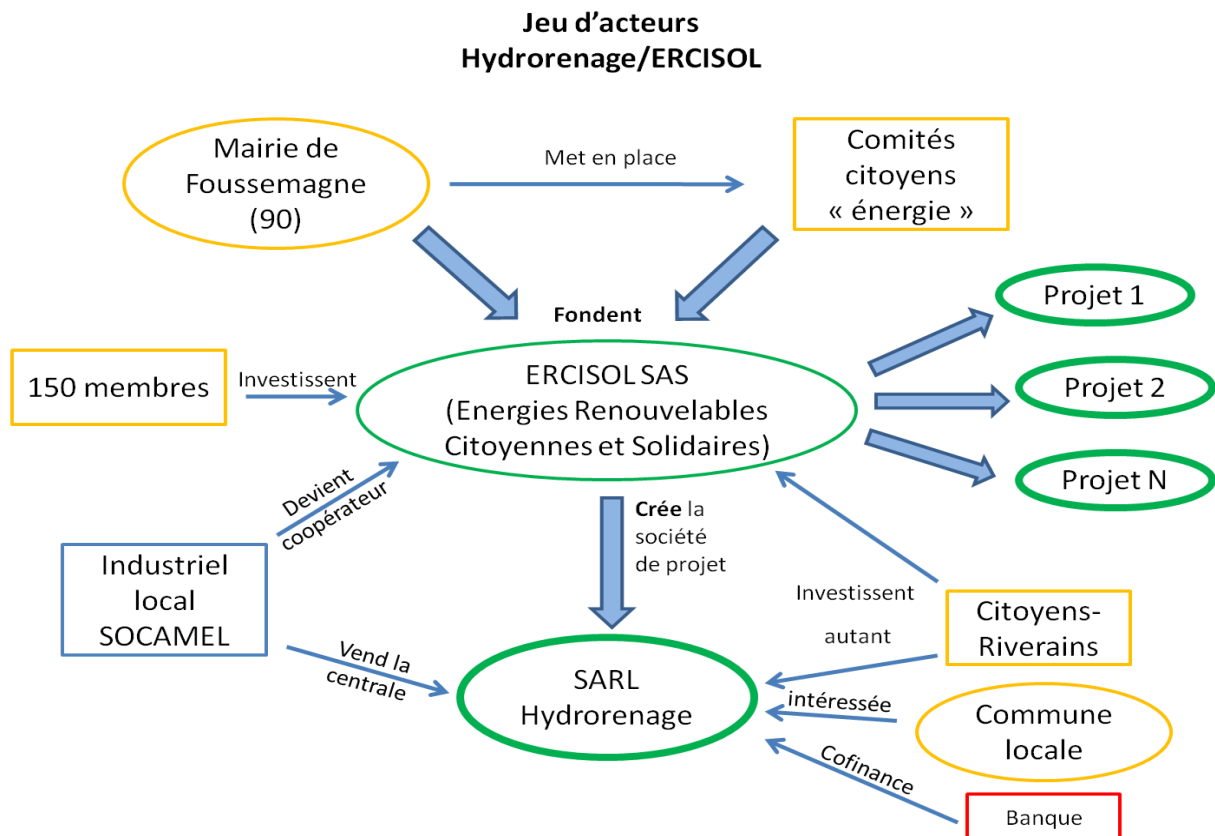 Jeu d’acteurs
Hydrorenage/ERCISOL
Mairie de
Foussemagne
(90)
Met en place
Comités
citoyens
« énergie »
Fondent
Projet 1
150 membres
Investissent
ERCISOL SAS
(Energies Renouvelables
Citoyennes et Solidaires)
Projet 2
Projet N
Devient
coopérateur
Crée la
société
de projet
Industriel
local
SOCAMEL
Investissent
autant
Citoyens-
Riverains
Vend la
centrale
SARL
Hydrorenage
intéressée
Commune
locale
Cofinance
Banque